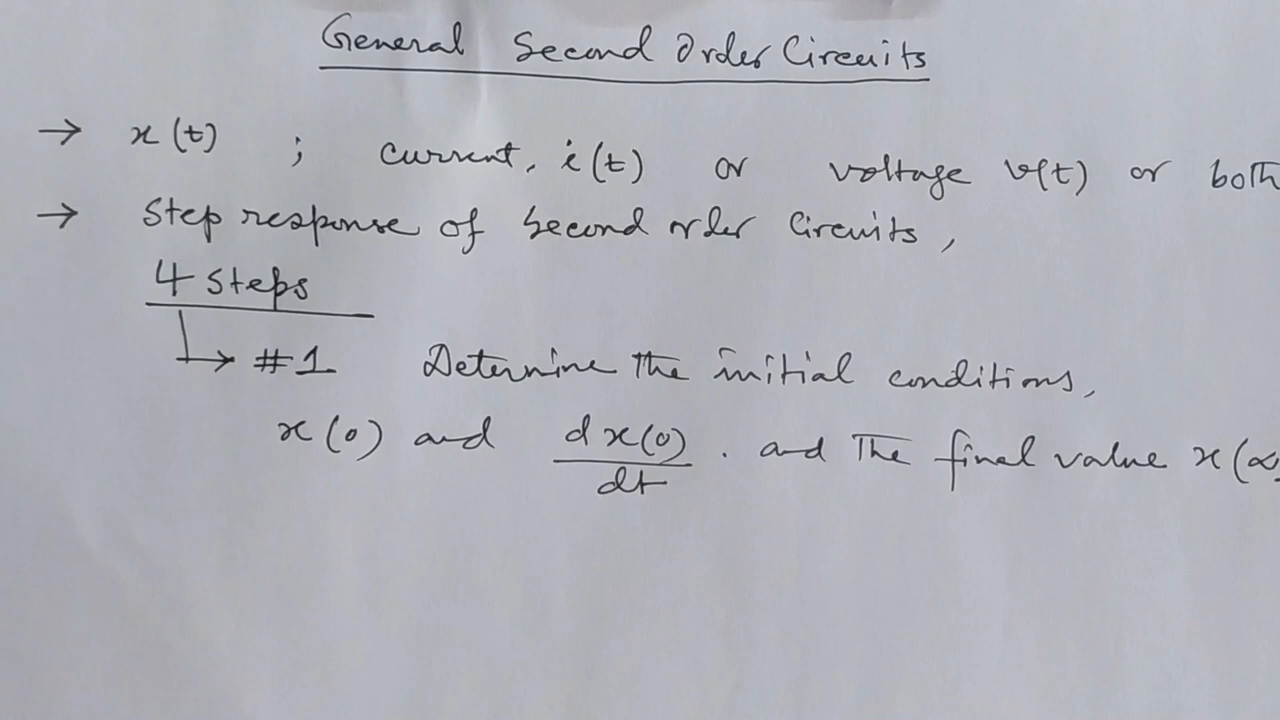 General Second Order Circuits
→ x(t) ; current, i(t) or voltage v(t) or both
→ Step response of second order circuits,
4 steps
↳ #1 Determine the initial conditions,
x(0) and dx(0)/dt . and the final value x(∞